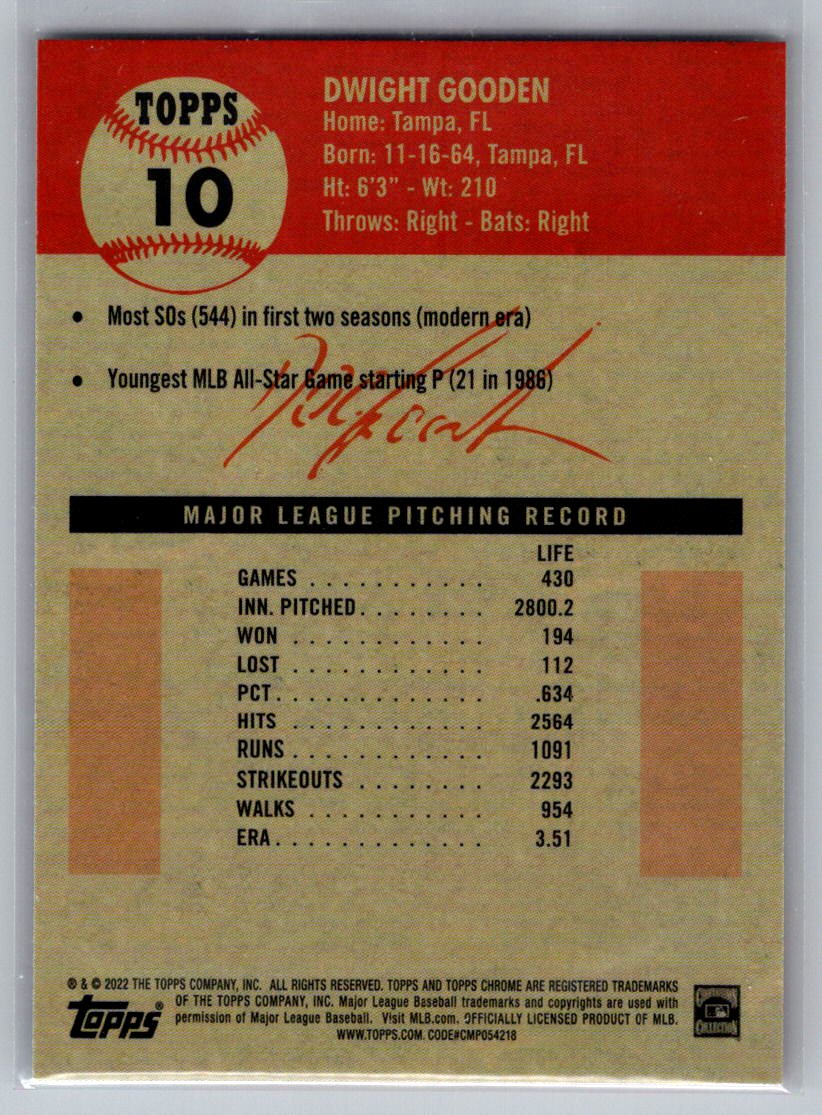 TOPPS
10
DWIGHT GOODEN
Home: Tampa, FL
Born: 11-16-64, Tampa, FL
Ht: 6'3" - Wt: 210
Throws: Right - Bats: Right
• Most SOs (544) in first two seasons (modern era)
• Youngest MLB All-Star Game starting P (21 in 1986)
MAJOR LEAGUE PITCHING RECORD
LIFE
GAMES . . . . . . . . . . . 430
INN. PITCHED. . . . . . . . 2800.2
WON . . . . . . . . . . . . 194
LOST . . . . . . . . . . . . 112
PCT. . . . . . . . . . . . . .634
HITS . . . . . . . . . . . . 2564
RUNS . . . . . . . . . . . . 1091
STRIKEOUTS . . . . . . . . 2293
WALKS . . . . . . . . . . . 954
ERA. . . . . . . . . . . . . 3.51
® & © 2022 THE TOPPS COMPANY, INC. ALL RIGHTS RESERVED. TOPPS AND TOPPS CHROME ARE REGISTERED TRADEMARKS
OF THE TOPPS COMPANY, INC. Major League Baseball trademarks and copyrights are used with
permission of Major League Baseball. Visit MLB.com. OFFICIALLY LICENSED PRODUCT OF MLB.
WWW.TOPPS.COM. CODE#CMP054218
Topps®
COOPERSTOWN
COLLECTION